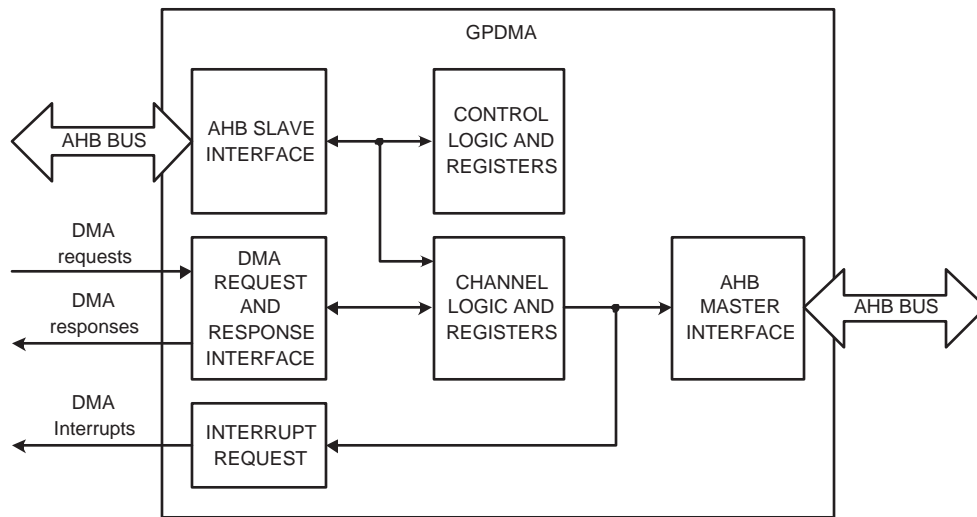 GPDMA
AHB BUS
AHB SLAVE
INTERFACE
CONTROL
LOGIC AND
REGISTERS
DMA
requests
DMA
responses
DMA
REQUEST
AND
RESPONSE
INTERFACE
CHANNEL
LOGIC AND
REGISTERS
AHB
MASTER
INTERFACE
AHB BUS
DMA
Interrupts
INTERRUPT
REQUEST